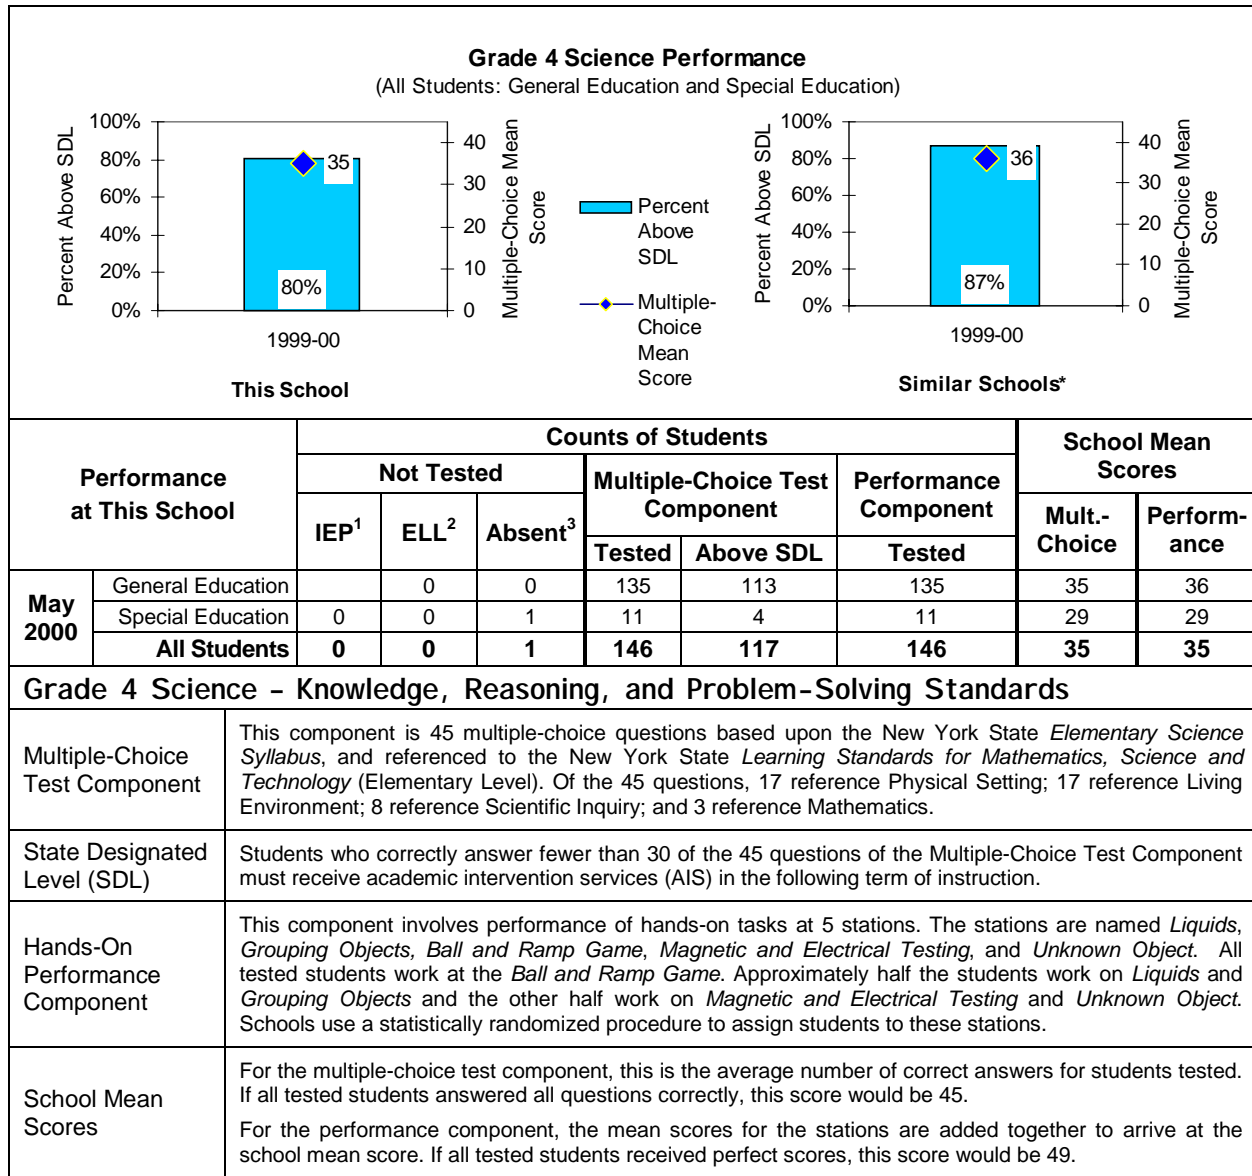 Grade 4 Science Performance
(All Students: General Education and Special Education)
Percent Above SDL
100%
80%
60%
40%
20%
0%
35
80%
40
30
20
10
0
Multiple-Choice Mean
Score
1999-00
This School
Percent
Above
SDL
Multiple-
Choice
Mean
Score
Percent Above SDL
100%
80%
60%
40%
20%
0%
36
87%
40
30
20
10
0
Multiple-Choice Mean
Score
1999-00
Similar Schools*
Performance
at This School
Counts of Students
School Mean
Scores
Not Tested
Multiple-Choice Test
Component
Performance
Component
IEP1
ELL2
Absent3
Mult.-
Choice
Perform-
ance
Tested Above SDL Tested
May
2000
General Education 0 0 135 113 135 35 36
Special Education 0 0 1 11 4 11 29 29
All Students 0 0 1 146 117 146 35 35
Grade 4 Science – Knowledge, Reasoning, and Problem-Solving Standards
Multiple-Choice
Test Component
This component is 45 multiple-choice questions based upon the New York State Elementary Science
Syllabus, and referenced to the New York State Learning Standards for Mathematics, Science and
Technology (Elementary Level). Of the 45 questions, 17 reference Physical Setting; 17 reference Living
Environment; 8 reference Scientific Inquiry; and 3 reference Mathematics.
State Designated
Level (SDL)
Students who correctly answer fewer than 30 of the 45 questions of the Multiple-Choice Test Component
must receive academic intervention services (AIS) in the following term of instruction.
Hands-On
Performance
Component
This component involves performance of hands-on tasks at 5 stations. The stations are named Liquids,
Grouping Objects, Ball and Ramp Game, Magnetic and Electrical Testing, and Unknown Object. All
tested students work at the Ball and Ramp Game. Approximately half the students work on Liquids and
Grouping Objects and the other half work on Magnetic and Electrical Testing and Unknown Object.
Schools use a statistically randomized procedure to assign students to these stations.
School Mean
Scores
For the multiple-choice test component, this is the average number of correct answers for students tested.
If all tested students answered all questions correctly, this score would be 45.
For the performance component, the mean scores for the stations are added together to arrive at the
school mean score. If all tested students received perfect scores, this score would be 49.